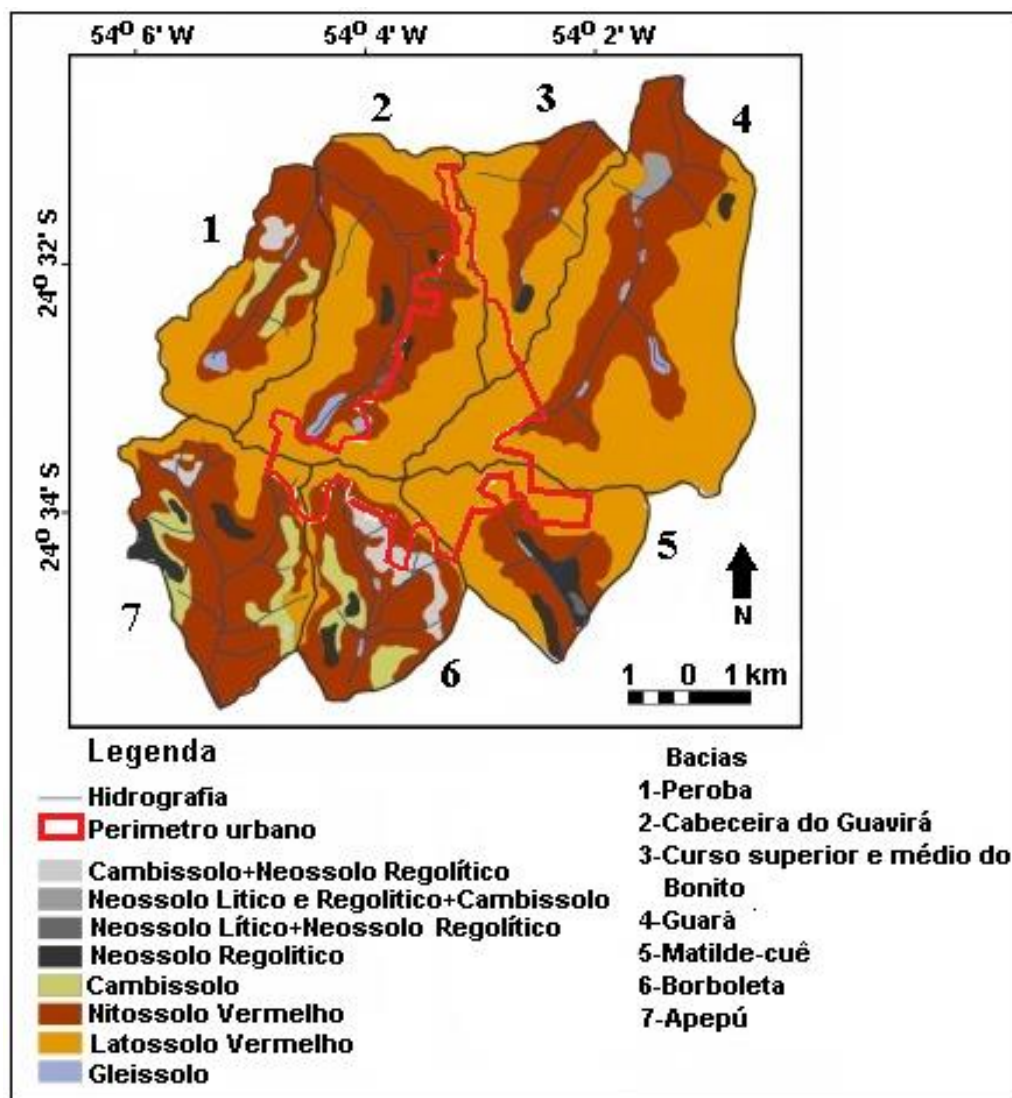 54º 6' W 54º 4' W 54º 2' W
2 3 4
1
24º 32' S
24º 34' S
5
7
N
6
1 0 1 km
Legenda
Hidrografia
Perimetro urbano
Cambissolo+Neossolo Regolítico
Neossolo Litico e Regolitico+Cambissolo
Neossolo Lítico+Neossolo Regolítico
Neossolo Regolitico
Cambissolo
Nitossolo Vermelho
Latossolo Vermelho
Gleissolo
Bacias
1-Peroba
2-Cabeceira do Guavirá
3-Curso superior e médio do
Bonito
4-Guará
5-Matilde-cuê
6-Borboleta
7-Apepú